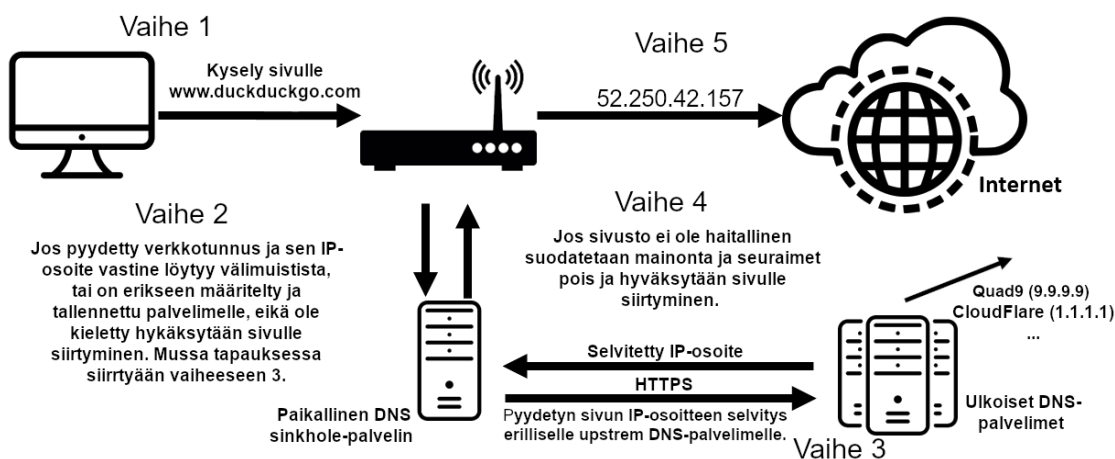 Vaihe 1
Kysely sivulle
www.duckduckgo.com
Vaihe 5
52.250.42.157
Internet
Vaihe 2
Jos pyydetty verkkotunnus ja sen IP-
osoite vastine löytyy välimuistista,
tai on erikseen määritelty ja
tallennettu palvelimelle, eikä ole
kieletty hykäksytään sivulle
siirtyminen. Mussa tapauksessa
siirrtyään vaiheeseen 3.
Vaihe 4
Jos sivusto ei ole haitallinen
suodatetaan mainonta ja seuraimet
pois ja hyväksytään sivulle
siirtyminen.
Quad9 (9.9.9.9)
CloudFlare (1.1.1.1)
...
Selvitetty IP-osoite
HTTPS
Pyydetyn sivun IP-osoitteen selvitys
erilliselle upstrem DNS-palvelimelle.
Paikallinen DNS
sinkhole-palvelin
Ulkoiset DNS-
palvelimet
Vaihe 3